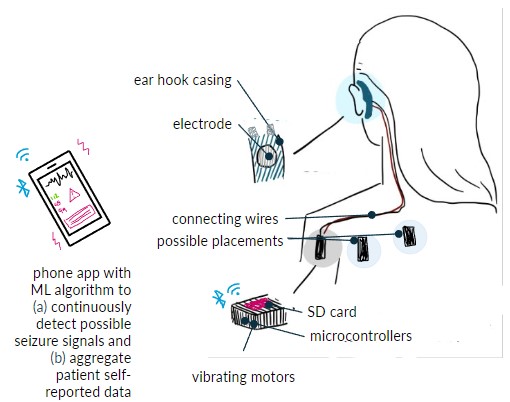 ear hook casing
electrode
connecting wires
possible placements
phone app with
ML algorithm to
(a) continuously
detect possible
seizure signals and
(b) aggregate
patient self-
reported data
SD card
microcontrollers
vibrating motors